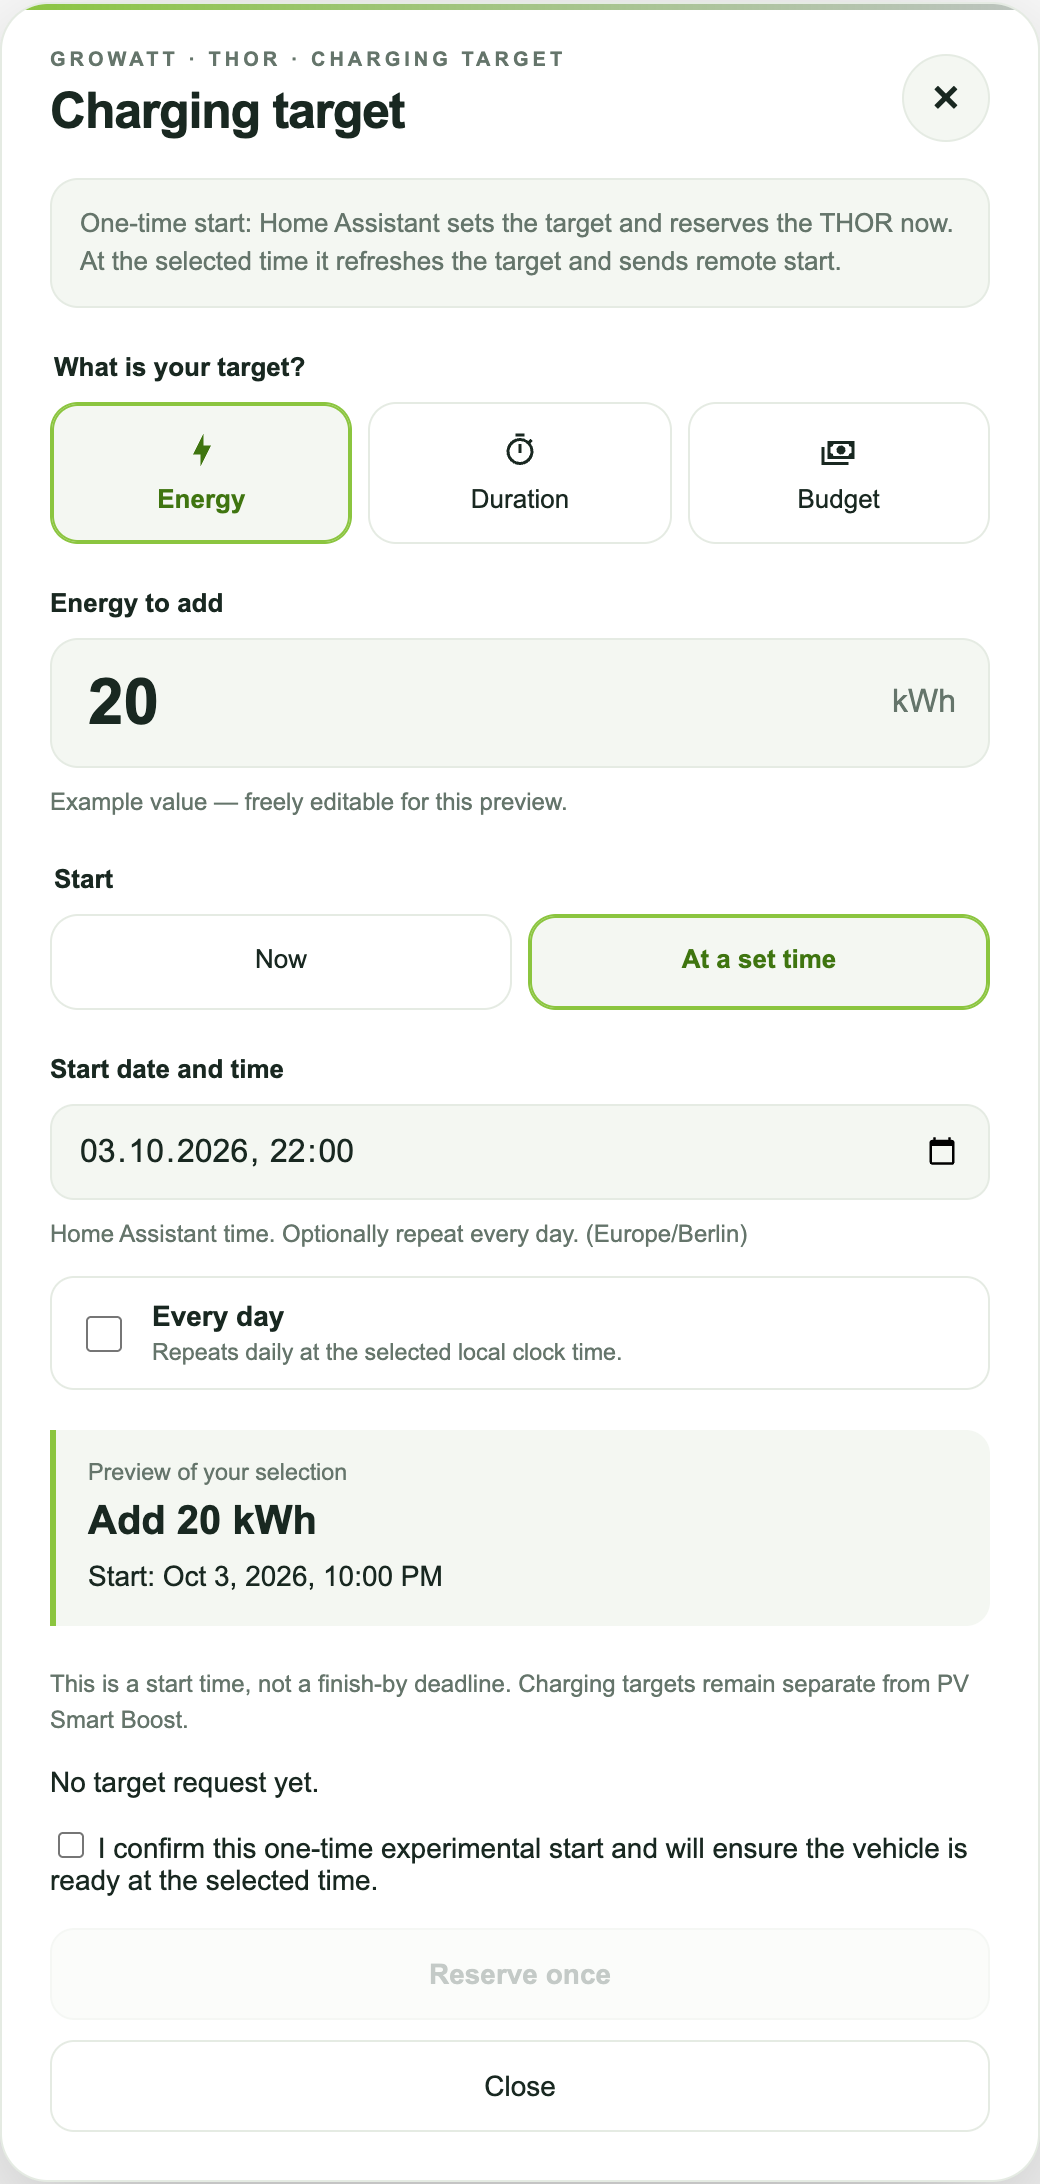 GROWATT · THOR · CHARGING TARGET
Charging target
One-time start: Home Assistant sets the target and reserves the THOR now.
At the selected time it refreshes the target and sends remote start.
What is your target?
Energy
Duration
Budget
Energy to add
20
kWh
Example value — freely editable for this preview.
Start
Now
At a set time
Start date and time
03.10.2026, 22:00
Home Assistant time. Optionally repeat every day. (Europe/Berlin)
Every day
Repeats daily at the selected local clock time.
Preview of your selection
Add 20 kWh
Start: Oct 3, 2026, 10:00 PM
This is a start time, not a finish-by deadline. Charging targets remain separate from PV
Smart Boost.
No target request yet.
I confirm this one-time experimental start and will ensure the vehicle is
ready at the selected time.
Reserve once
Close